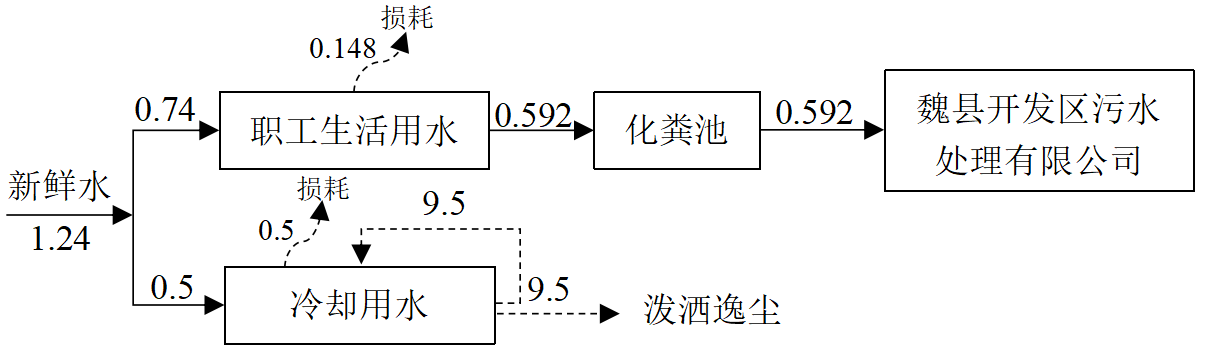 损耗
0.148
0.74
职工生活用水
0.592
化粪池
0.592
魏县开发区污水
处理有限公司
新鲜水
1.24
损耗
0.5
9.5
0.5
冷却用水
9.5
泼洒逸尘